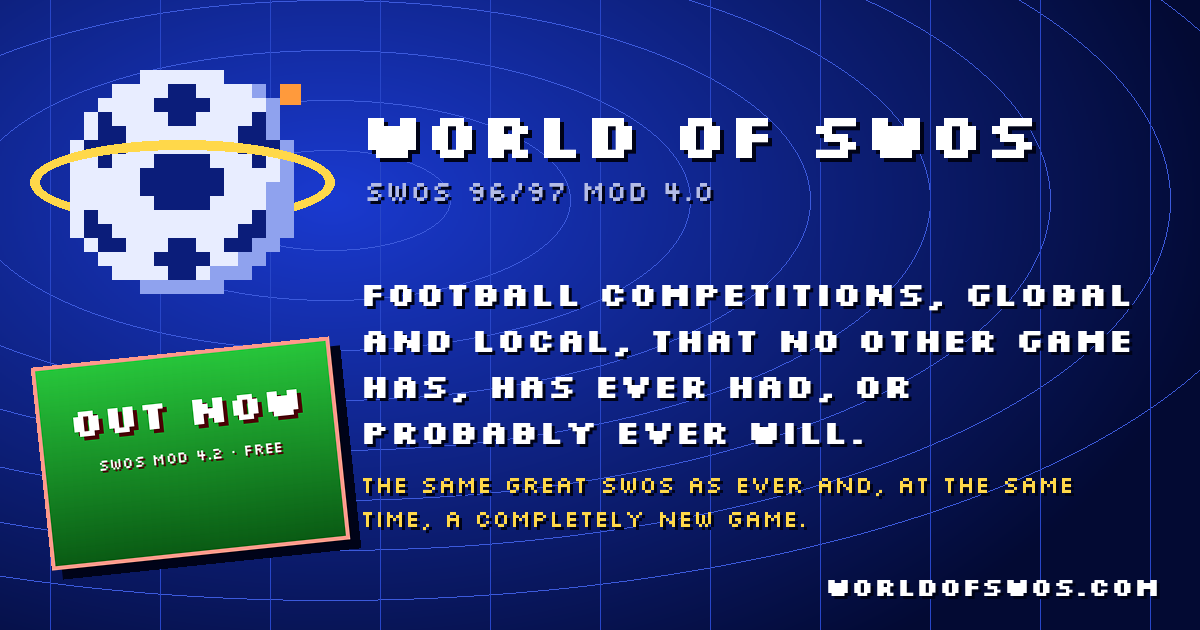 WORLD OF SWOS
SWOS 96/97 MOD 4.0
FOOTBALL COMPETITIONS, GLOBAL
AND LOCAL, THAT NO OTHER GAME
HAS, HAS EVER HAD, OR
PROBABLY EVER WILL.
OUT NOW
SWOS MOD 4.2 · FREE
THE SAME GREAT SWOS AS EVER AND, AT THE SAME
TIME, A COMPLETELY NEW GAME.
WORLDOFSWOS.COM